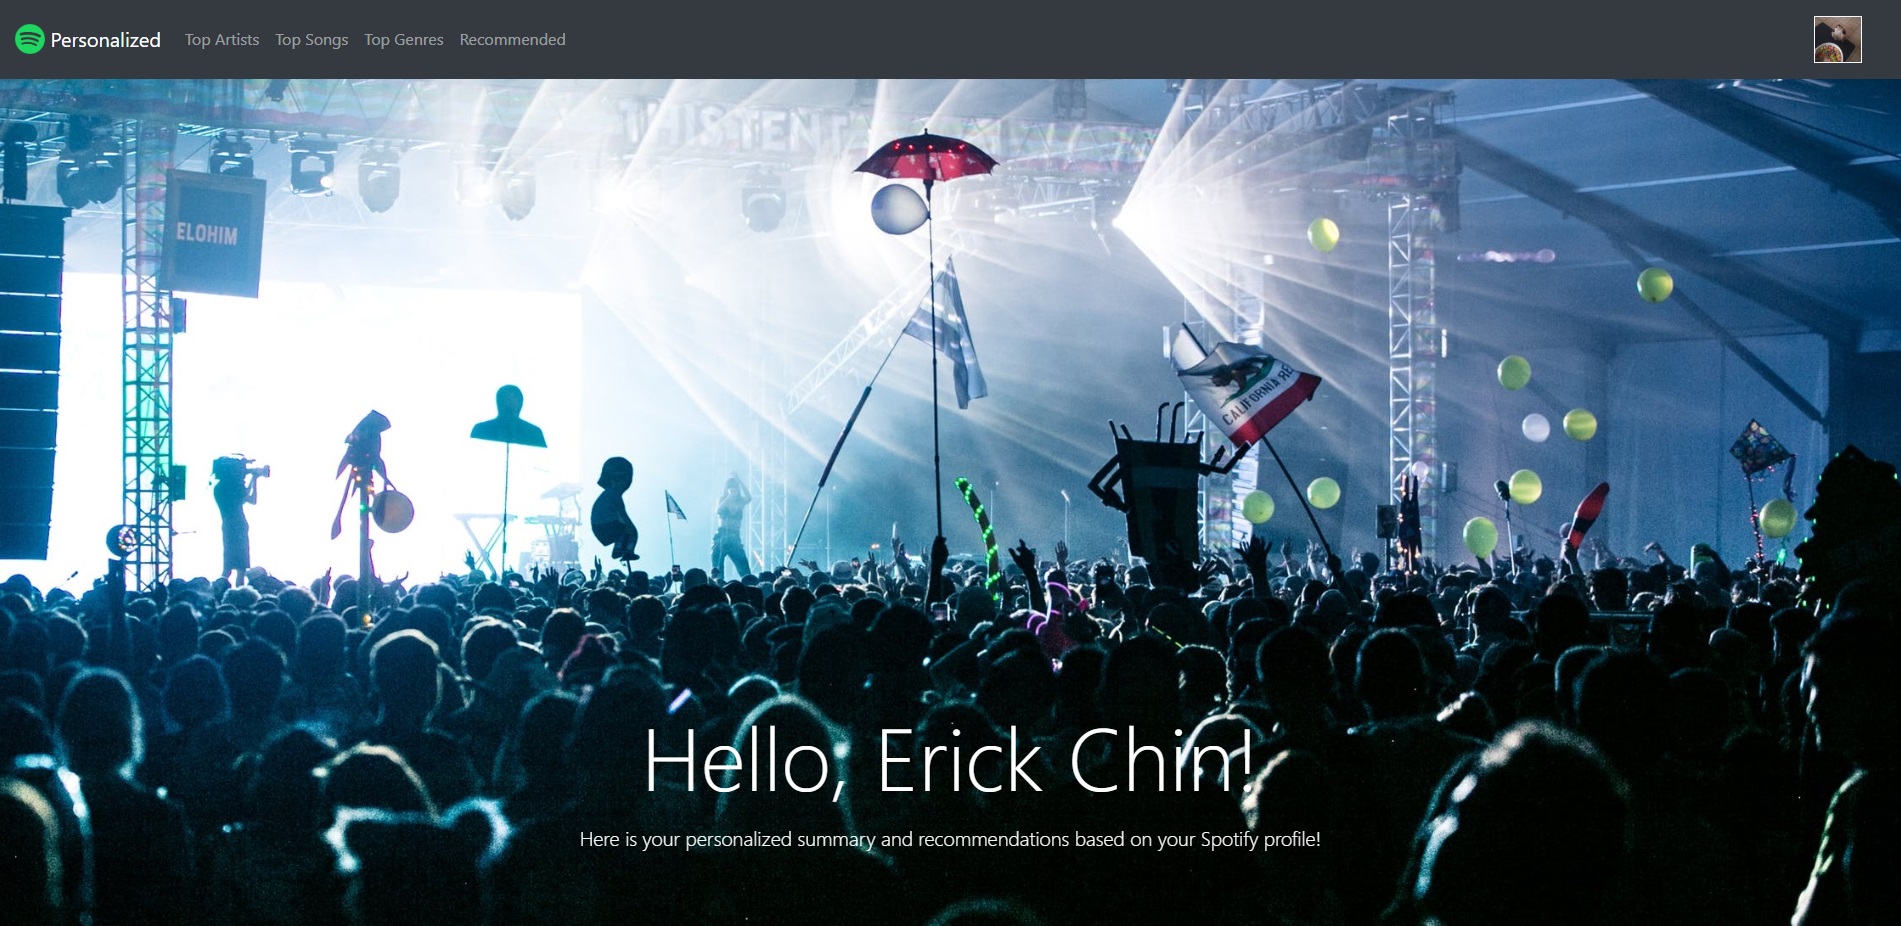 Personalized
Top Artists
Top Songs
Top Genres
Recommended
THIS TENT
ELOHIM
CALIFORNIA RE
Hello, Erick Chin!
Here is your personalized summary and recommendations based on your Spotify profile!